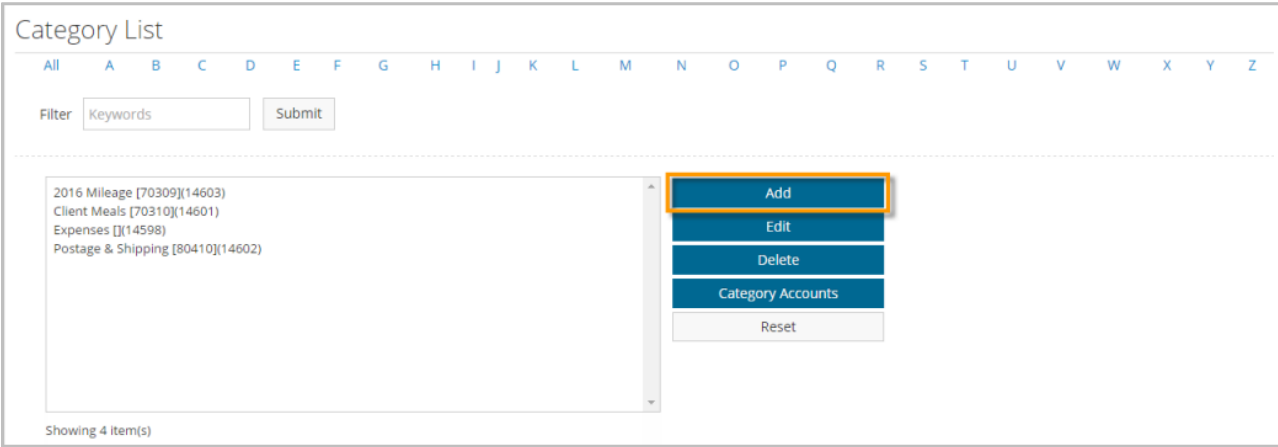 Category List
All A B C D E F G H I J K L M N O P Q R S T U V W X Y Z
Filter Keywords Submit
2016 Mileage [70309](14603)
Client Meals [70310](14601)
Expenses [](14598)
Postage & Shipping [80410](14602)
Add
Edit
Delete
Category Accounts
Reset
Showing 4 item(s)